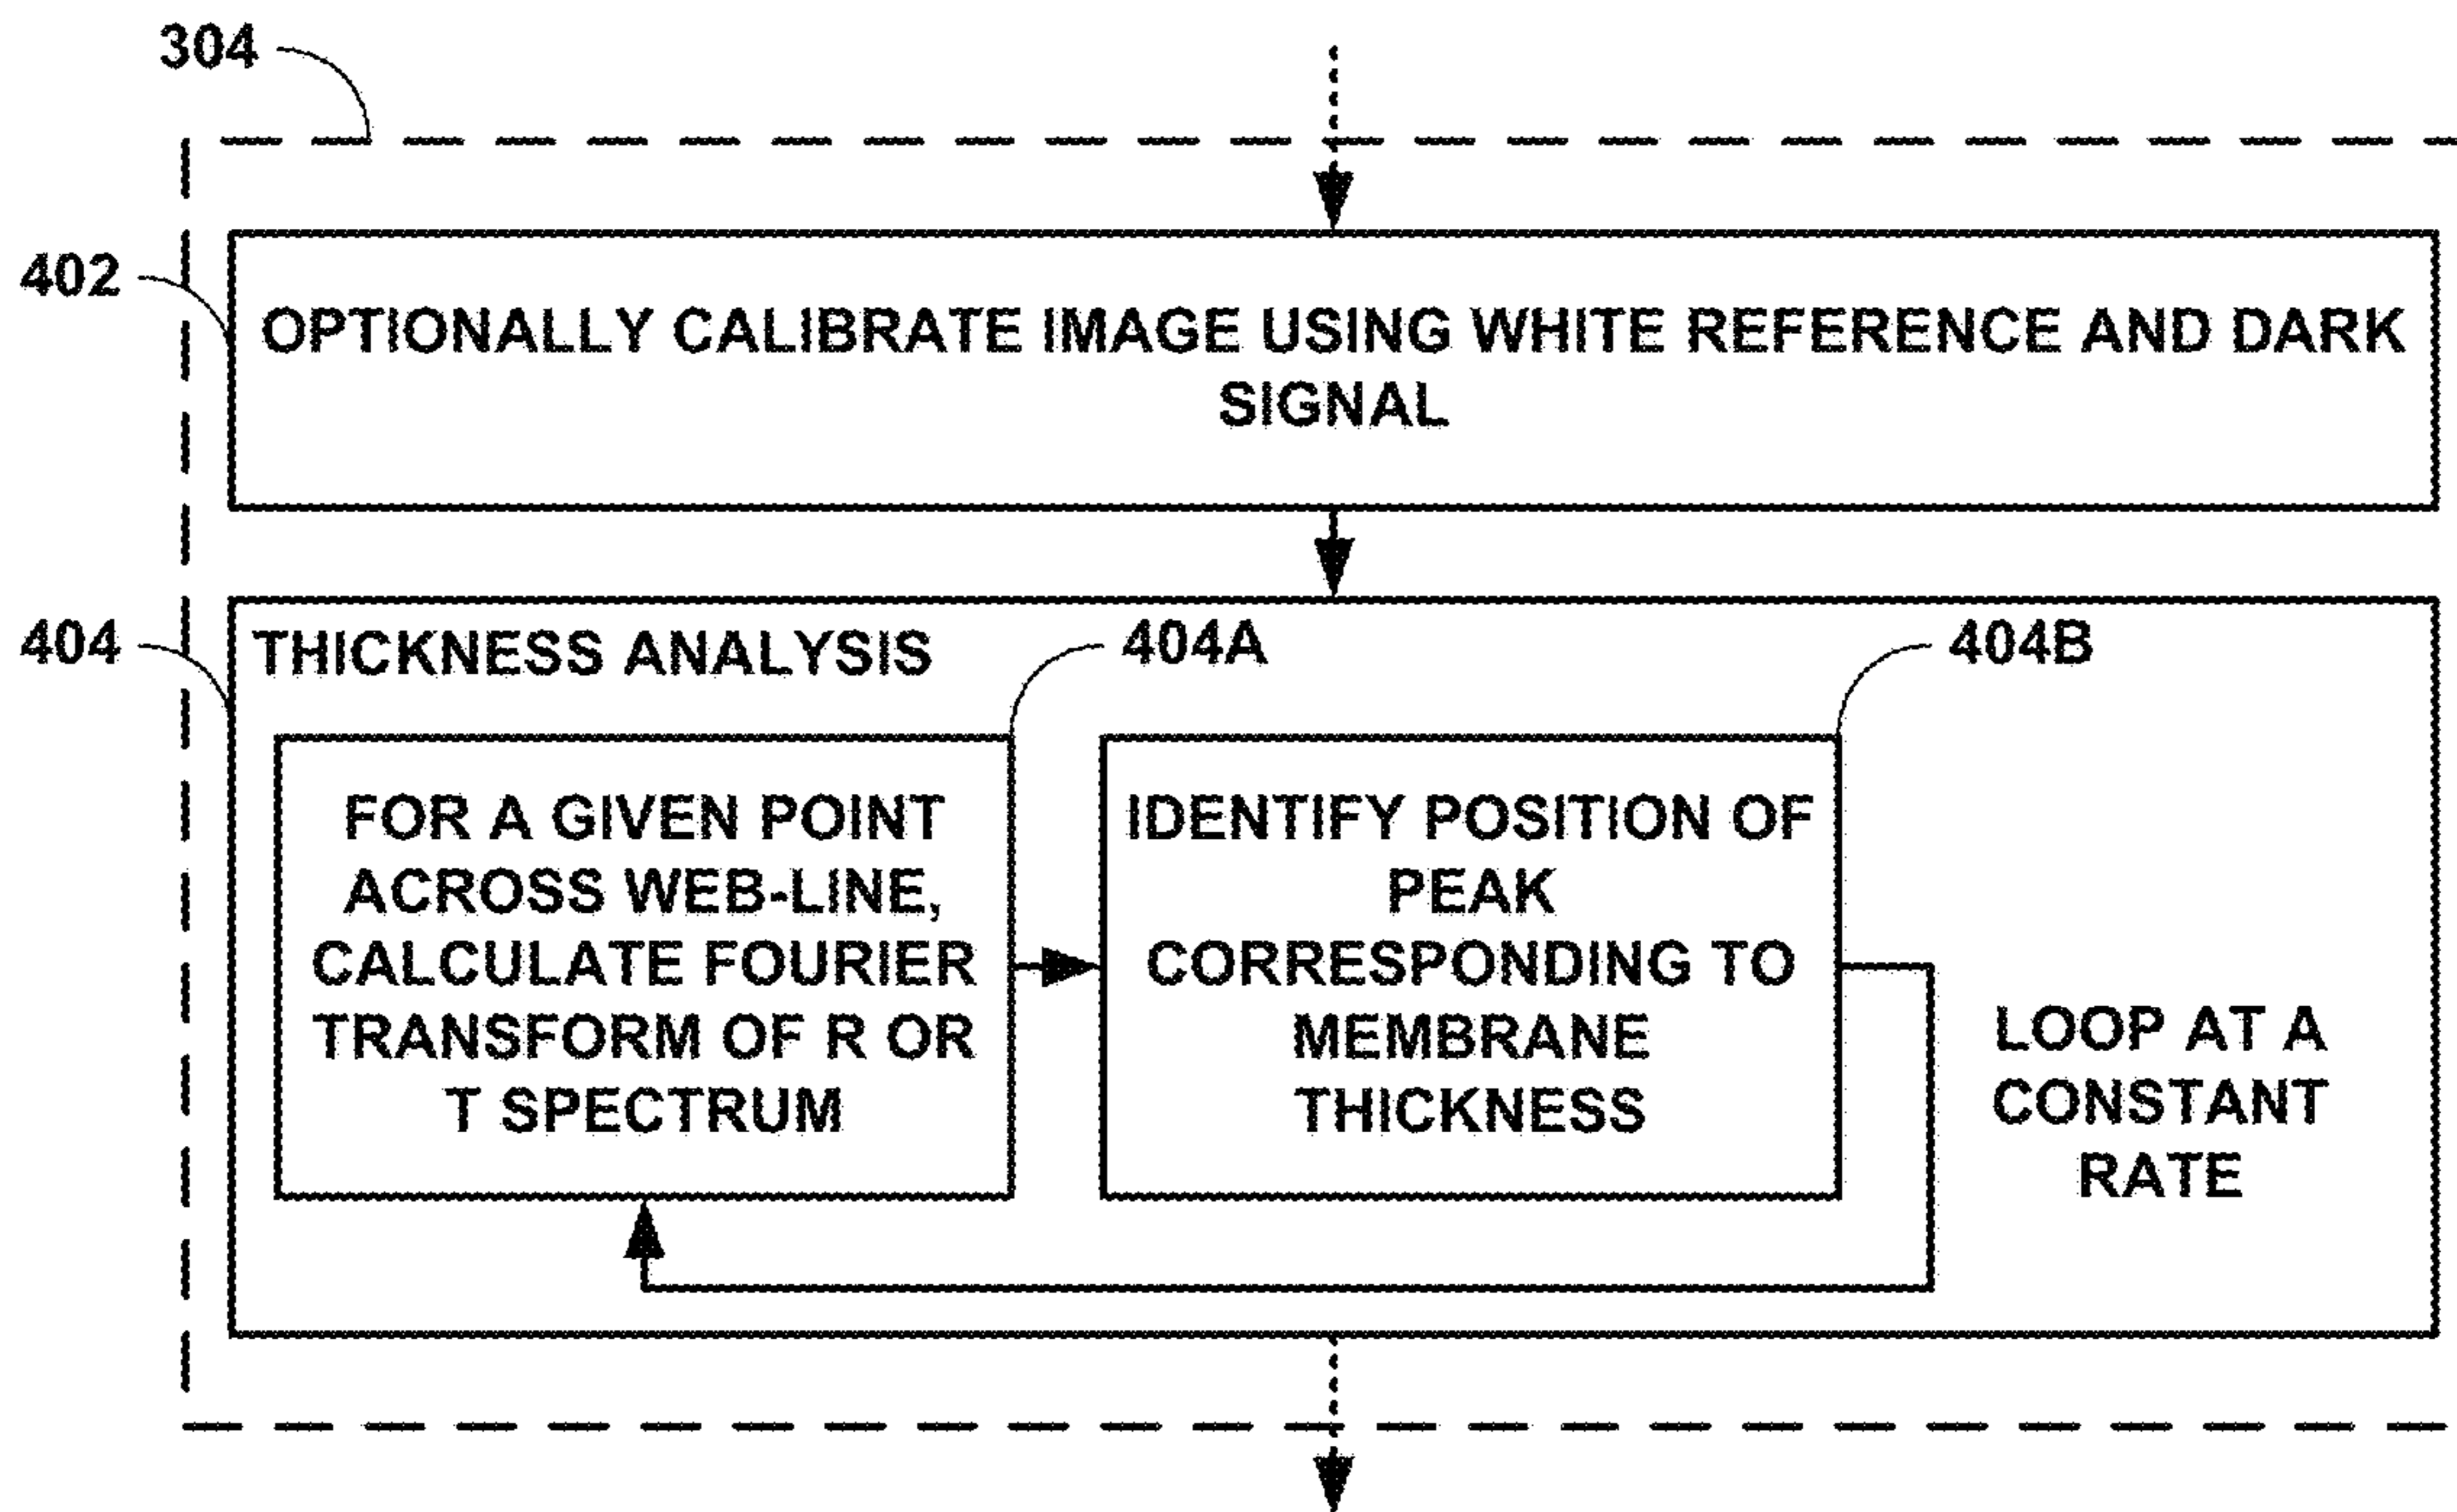 304
402
OPTIONALLY CALIBRATE IMAGE USING WHITE REFERENCE AND DARK
SIGNAL
404
THICKNESS ANALYSIS
404A
404B
FOR A GIVEN POINT
ACROSS WEB-LINE,
CALCULATE FOURIER
TRANSFORM OF R OR
T SPECTRUM
IDENTIFY POSITION OF
PEAK
CORRESPONDING TO
MEMBRANE
THICKNESS
LOOP AT A
CONSTANT
RATE